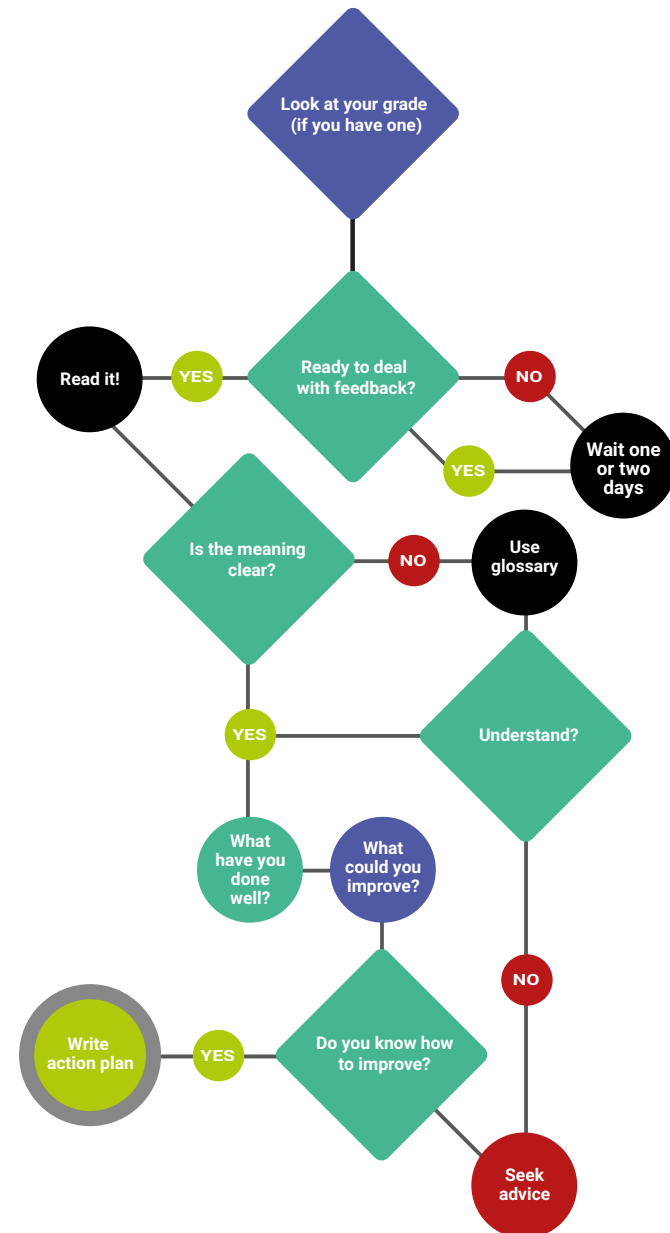 Look at your grade
(if you have one)
Ready to deal
with feedback?
YES
Read it!
NO
Wait one
or two
days
YES
Is the meaning
clear?
NO
Use
glossary
YES
Understand?
What
have you
done
well?
What
could you
improve?
NO
Do you know how
to improve?
YES
Write
action plan
Seek
advice